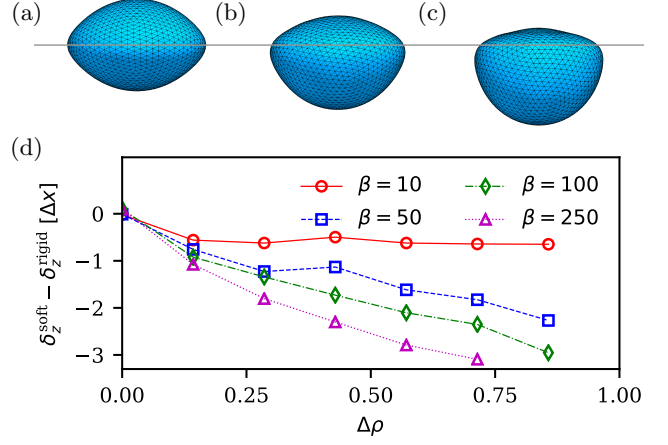 (a) (b) (c)
(d)
β = 10 β = 100
β = 50 β = 250
δ_z^soft − δ_z^rigid [Δx]
0
−1
−2
−3
0.00 0.25 0.50 0.75 1.00
Δρ